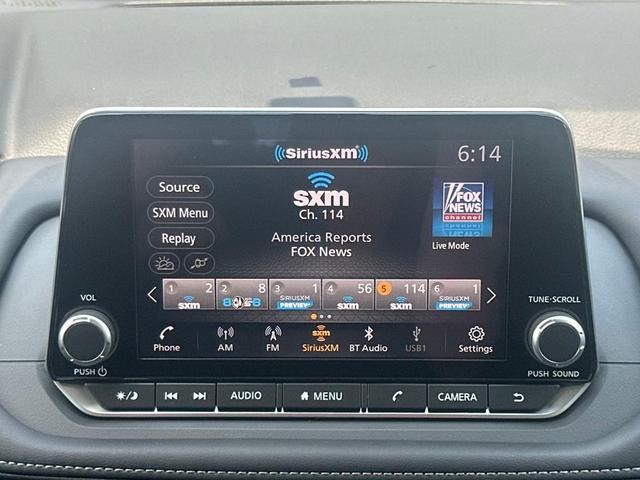 ((SiriusXM))
6:14
Source
sxm
FOX
NEWS
channel
SXM Menu
Ch. 114
Replay
America Reports
Live Mode
FOX News
1 2 sxm
2 8
3 1 SIRIUSXM PREVIEW
4 56 sxm
5 114 sxm
6 1 SIRIUSXM PREVIEW
VOL
TUNE·SCROLL
Phone
AM
FM
sxm
SiriusXM
BT Audio
USB1
Settings
PUSH
PUSH SOUND
AUDIO
MENU
CAMERA